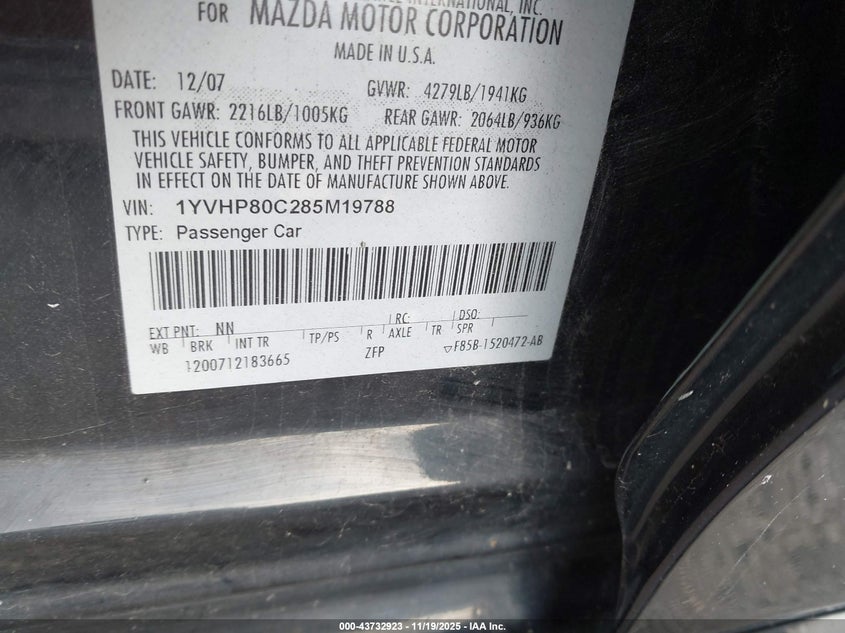 INTERNATIONAL, INC.
FOR MAZDA MOTOR CORPORATION
MADE IN U.S.A.
DATE: 12/07 GVWR: 4279LB/1941KG
FRONT GAWR: 2216LB/1005KG REAR GAWR: 2064LB/936KG
THIS VEHICLE CONFORMS TO ALL APPLICABLE FEDERAL MOTOR
VEHICLE SAFETY, BUMPER, AND THEFT PREVENTION STANDARDS
IN EFFECT ON THE DATE OF MANUFACTURE SHOWN ABOVE.
VIN: 1YVHP80C285M19788
TYPE: Passenger Car
EXT PNT: NN RC: DSO:
WB BRK INT TR TP/PS R AXLE TR SPR
1200712183665 ZFP ▽F85B-1520472-AB
000-43732923 - 11/19/2025 - IAA Inc.